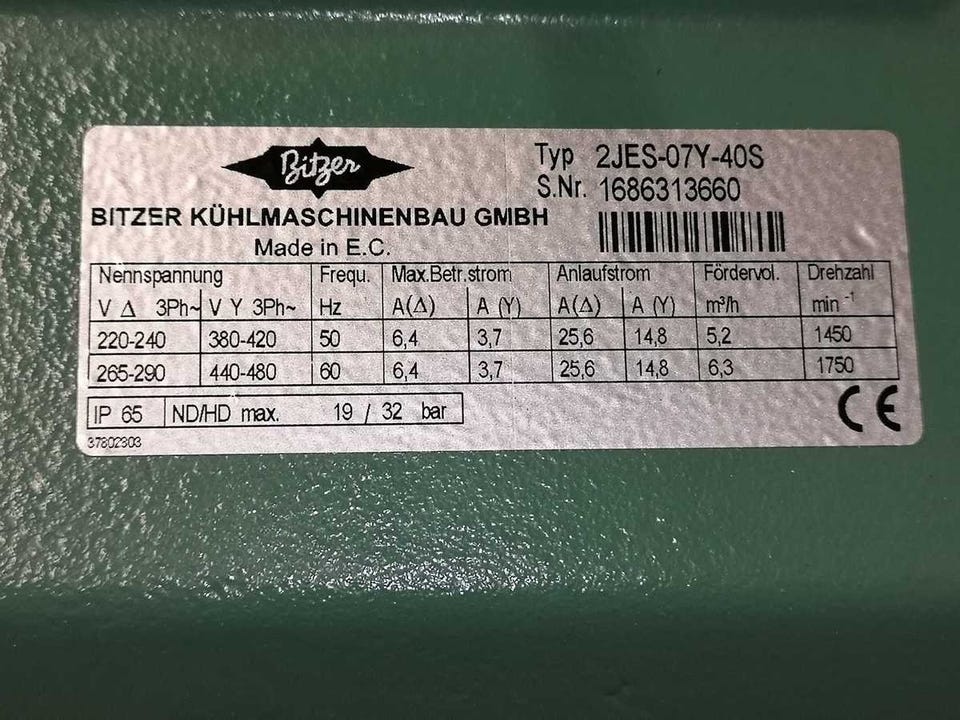 Bitzer
Typ 2JES-07Y-40S
S.Nr. 1686313660
BITZER KÜHLMASCHINENBAU GMBH
Made in E.C.
Nennspannung Frequ. Max.Betr.strom Anlaufstrom Fördervol. Drehzahl
V Δ 3Ph~ V Y 3Ph~ Hz A(Δ) A (Y) A(Δ) A (Y) m³/h min⁻¹
220-240 380-420 50 6,4 3,7 25,6 14,8 5,2 1450
265-290 440-480 60 6,4 3,7 25,6 14,8 6,3 1750
IP 65 ND/HD max. 19 / 32 bar
CE
37802303